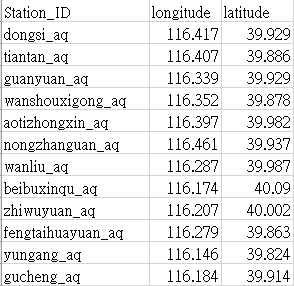 Station_ID longitude latitude
dongsi_aq 116.417 39.929
tiantan_aq 116.407 39.886
guanyuan_aq 116.339 39.929
wanshouxigong_aq 116.352 39.878
aotizhongxin_aq 116.397 39.982
nongzhanguan_aq 116.461 39.937
wanliu_aq 116.287 39.987
beibuxinqu_aq 116.174 40.09
zhiwuyuan_aq 116.207 40.002
fengtaihuayuan_aq 116.279 39.863
yungang_aq 116.146 39.824
gucheng_aq 116.184 39.914